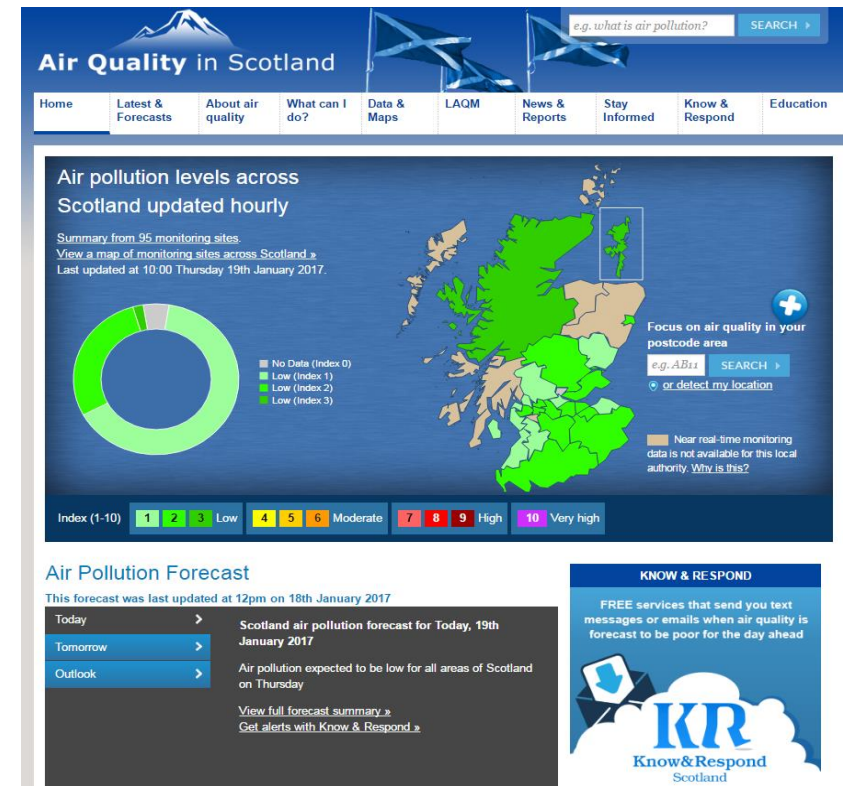 e.g. what is air pollution?
SEARCH
Air Quality in Scotland
Home
Latest & Forecasts
About air quality
What can I do?
Data & Maps
LAQM
News & Reports
Stay Informed
Know & Respond
Education
Air pollution levels across
Scotland updated hourly
Summary from 95 monitoring sites.
View a map of monitoring sites across Scotland »
Last updated at 10:00 Thursday 19th January 2017.
No Data (Index 0)
Low (Index 1)
Low (Index 2)
Low (Index 3)
Focus on air quality in your
postcode area
e.g. AB11
SEARCH
or detect my location
Near real-time monitoring
data is not available for this local
authority. Why is this?
Index (1-10) 1 2 3 Low 4 5 6 Moderate 7 8 9 High 10 Very high
Air Pollution Forecast
This forecast was last updated at 12pm on 18th January 2017
Today
Tomorrow
Outlook
Scotland air pollution forecast for Today, 19th
January 2017
Air pollution expected to be low for all areas of Scotland
on Thursday
View full forecast summary »
Get alerts with Know & Respond »
KNOW & RESPOND
FREE services that send you text
messages or emails when air quality is
forecast to be poor for the day ahead
KR
Know&Respond
Scotland